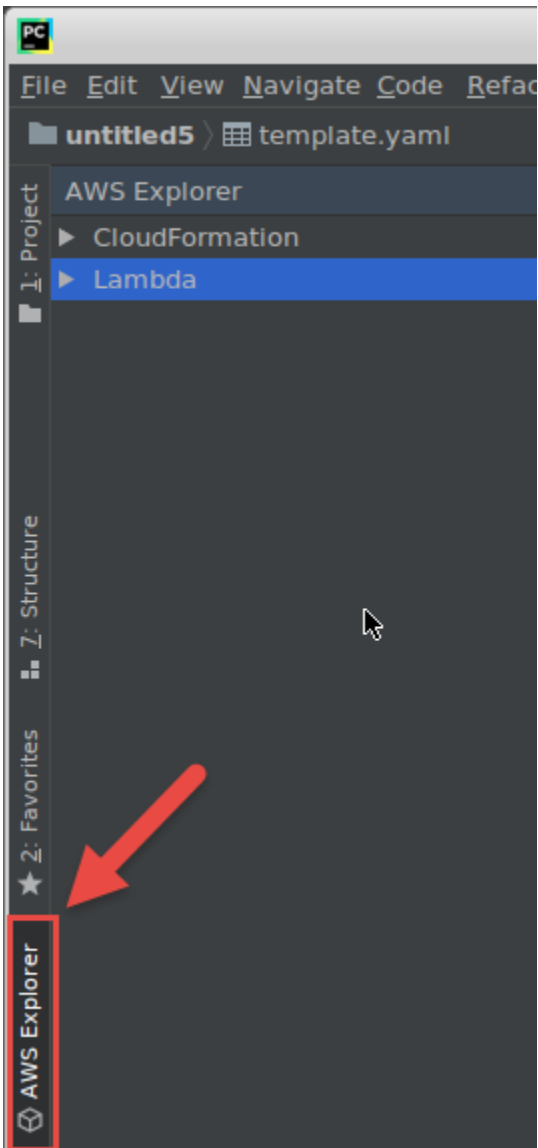 PC
File Edit View Navigate Code Refac
untitled5 template.yaml
1: Project
AWS Explorer
CloudFormation
Lambda
7: Structure
2: Favorites
AWS Explorer